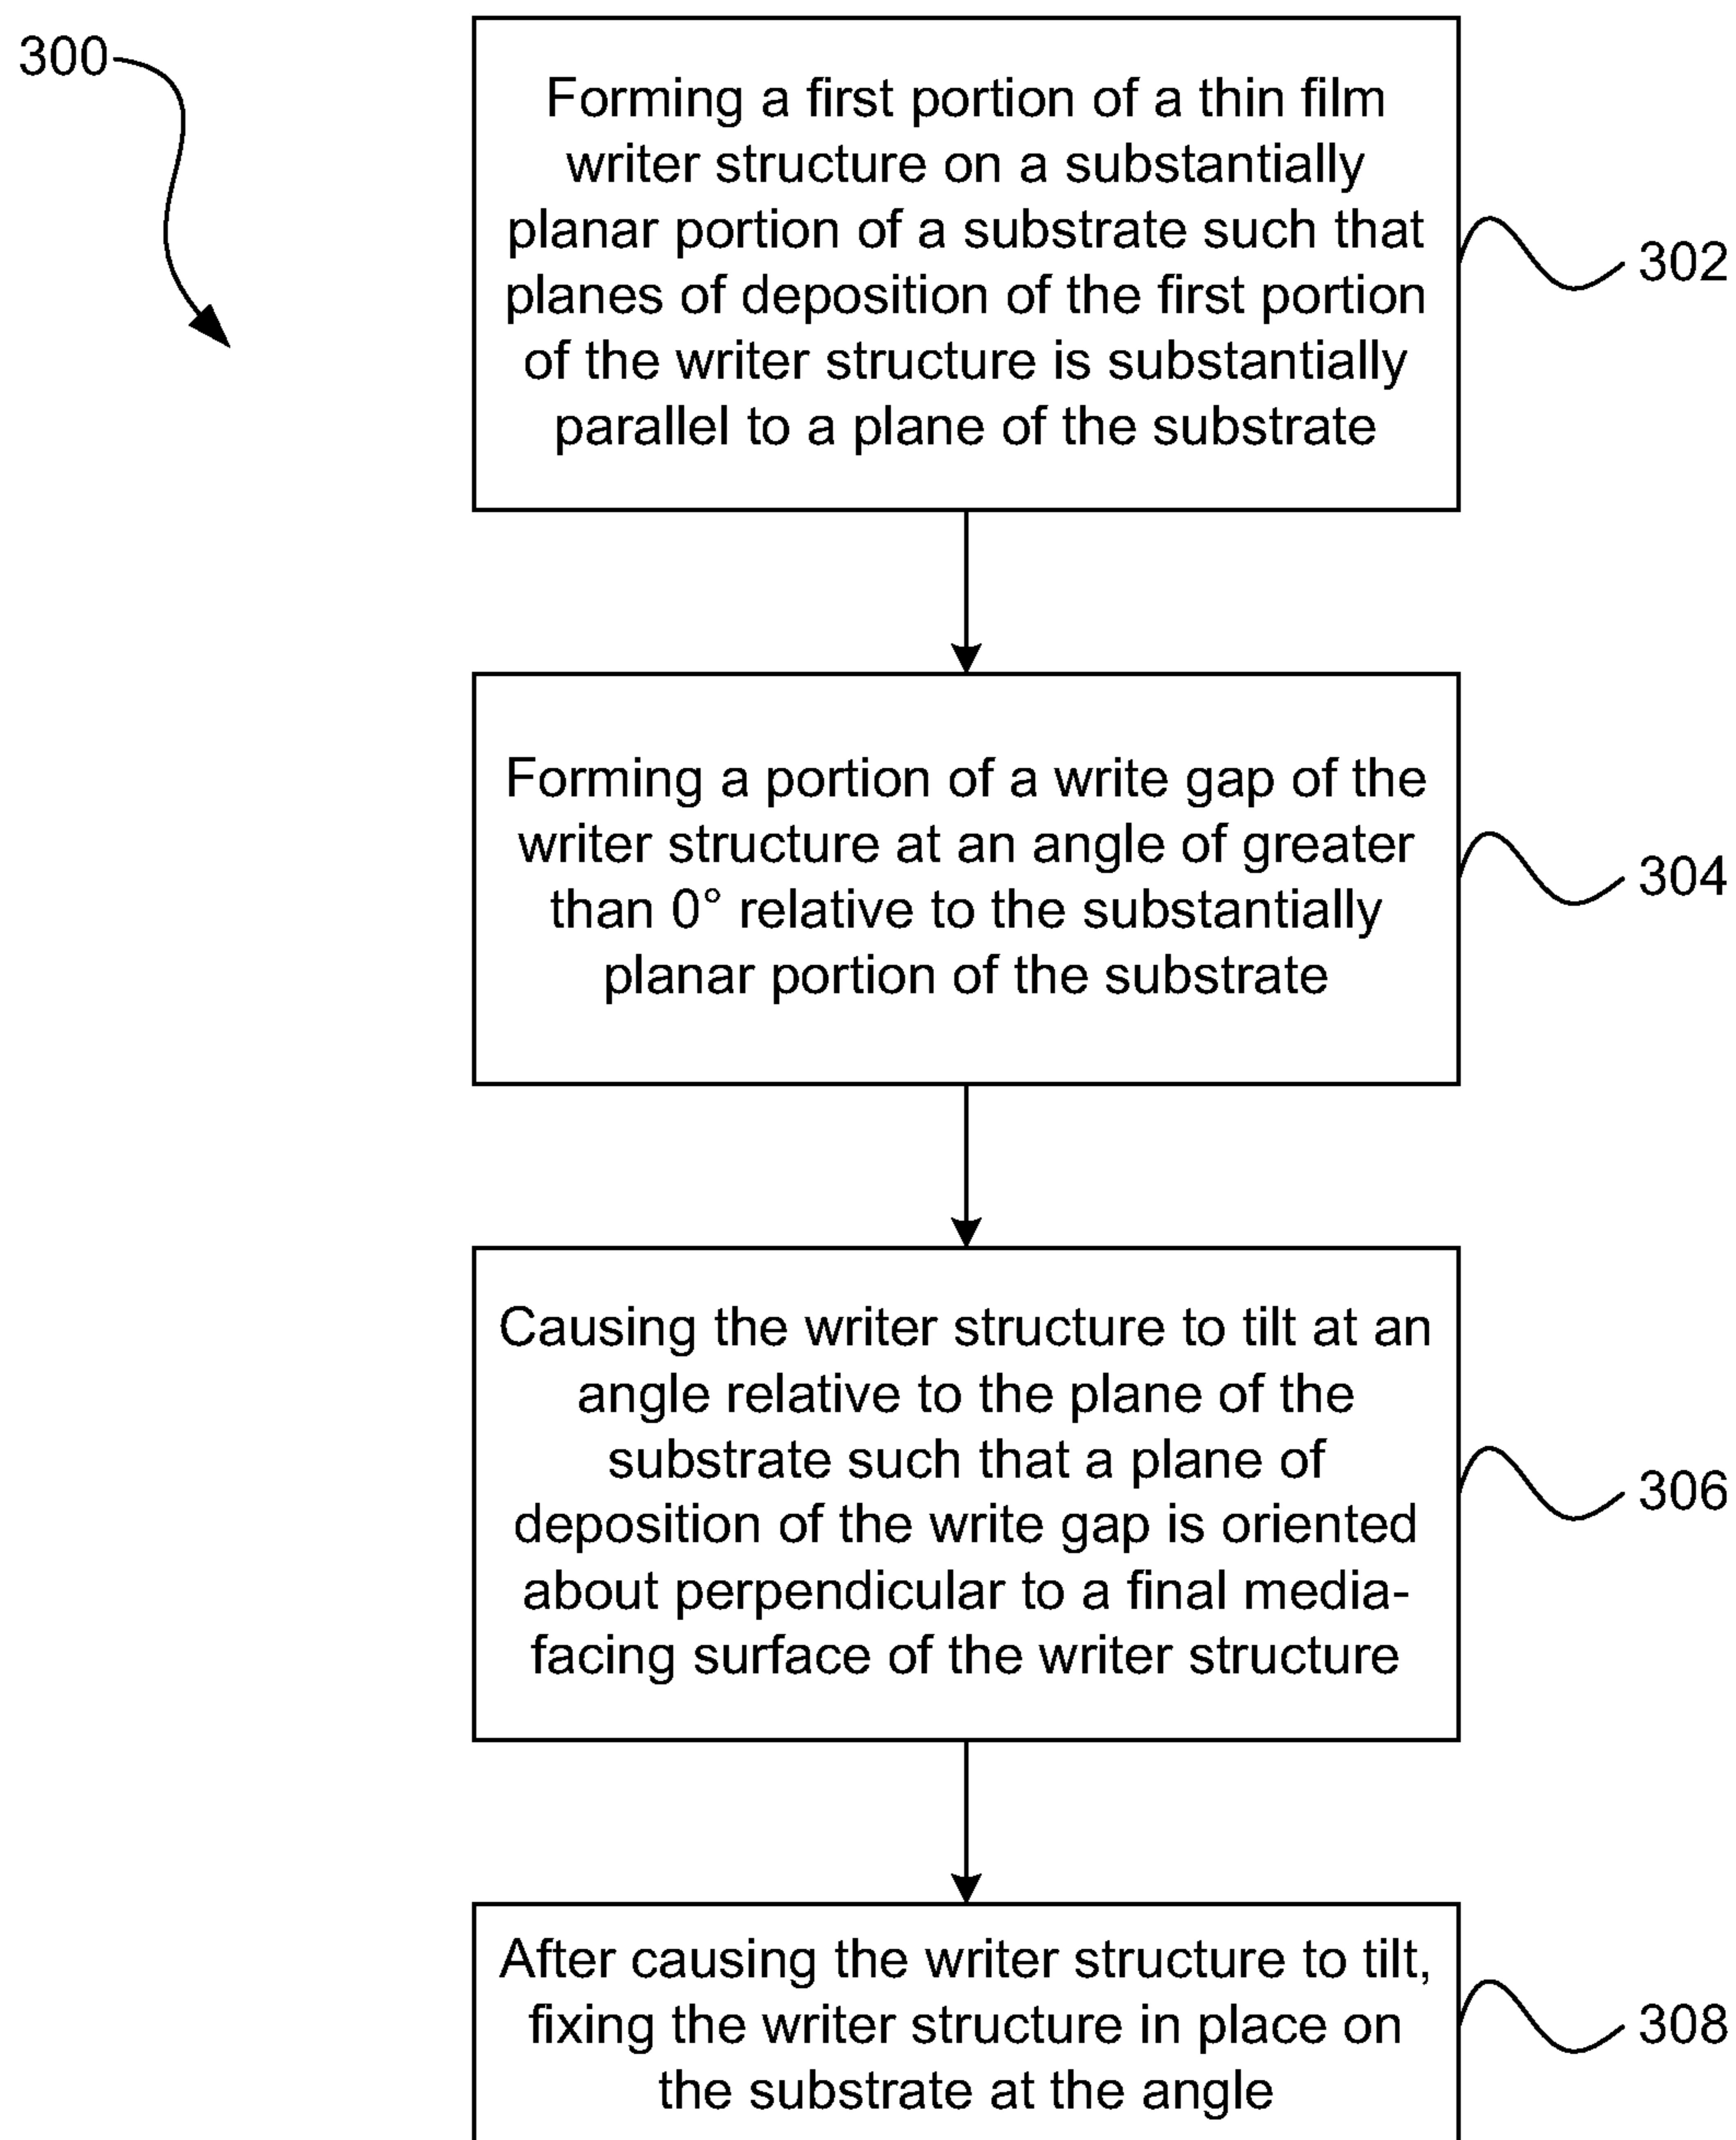 300
Forming a first portion of a thin film
writer structure on a substantially
planar portion of a substrate such that
planes of deposition of the first portion
of the writer structure is substantially
parallel to a plane of the substrate
302
Forming a portion of a write gap of the
writer structure at an angle of greater
than 0° relative to the substantially
planar portion of the substrate
304
Causing the writer structure to tilt at an
angle relative to the plane of the
substrate such that a plane of
deposition of the write gap is oriented
about perpendicular to a final media-
facing surface of the writer structure
306
After causing the writer structure to tilt,
fixing the writer structure in place on
the substrate at the angle
308